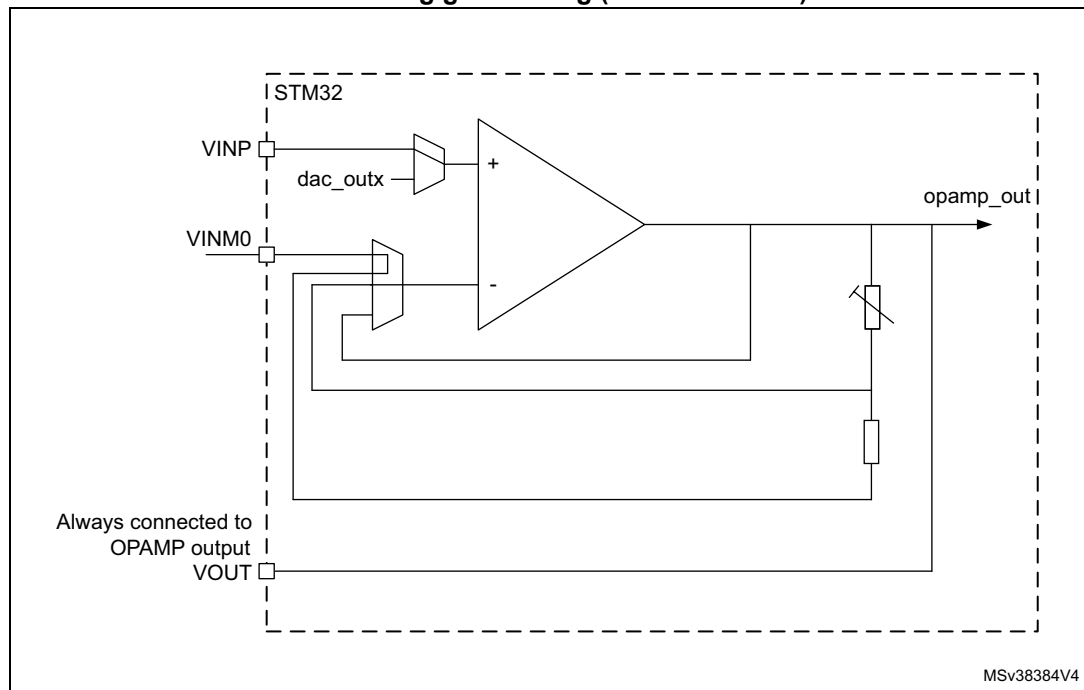 STM32
VINP
+
dac_outx
opamp_out
VINM0
-
Always connected to
OPAMP output
VOUT
MSv38384V4